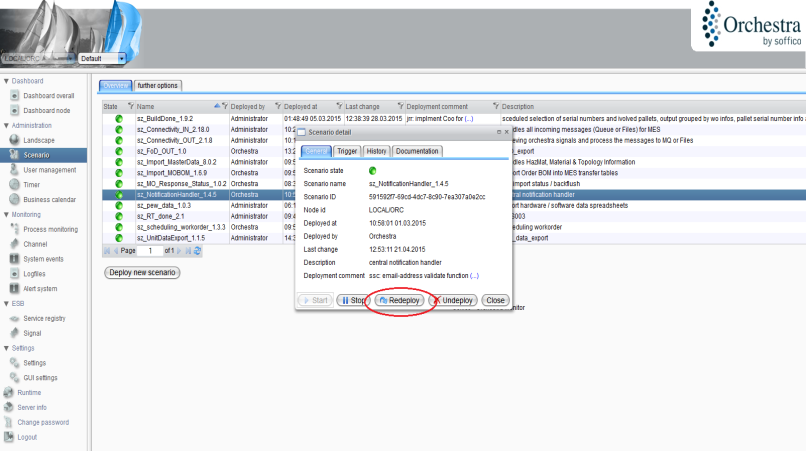 Orchestra
by soffico
LOCAL/ORC
Default
Dashboard
Dashboard overall
Dashboard node
Administration
Landscape
Scenario
User management
Timer
Business calendar
Monitoring
Process monitoring
Channel
System events
Logfiles
Alert system
ESB
Service registry
Signal
Settings
Settings
GUI settings
Runtime
Server info
Change password
Logout
Overview further options
State Name Deployed by Deployed at Last change Deployment comment Description
sz_BuildDone_1.9.2 Administrator 01:48:49 05.03.2015 12:38:39 28.03.2015 jrr: implment Coo for (...) sceduled selection of serial numbers and ivolved pallets, output grouped by wo infos, pallet serial number info a
sz_Connectivity_IN_2.18.0 Administrator 10:2 dles all incoming messages (Queue or Files) for MES
sz_Connectivity_OUT_2.1.8 Administrator 10:1 eving orchestra signals and process the messages to MQ or Files
sz_FoD_OUT_1.0 Orchestra 13:2 _export
sz_Import_MasterData_8.0.2 Administrator 09:5 dles HazMat, Material & Topology Information
sz_Import_MOBOM_1.6.9 Orchestra 09:5 ort Order BOM into MES transfer tables
sz_MO_Response_Status_1.0.2 Orchestra 08:3 import status / backflush
sz_NotificationHandler_1.4.5 Orchestra 10:5 tral notification handler
sz_pew_data_1.0.3 Administrator 06:1 ort hardware / software data spreadsheets
sz_RT_done_2.1 Administrator 09:4 S003
sz_scheduling_workorder_1.3.3 Orchestra 09:5 eduling workorder
sz_UnitDataExport_1.1.5 Administrator 14:3 _data_export
Page 1 of 1
Deploy new scenario
Scenario detail
General Trigger History Documentation
Scenario state
Scenario name sz_NotificationHandler_1.4.5
Scenario ID 591592f7-69cd-4dc7-8c90-7ea307a0e2cc
Node id LOCAL/ORC
Deployed at 10:58:01 01.03.2015
Deployed by Orchestra
Last change 12:53:11 21.04.2015
Description central notification handler
Deployment comment ssc: email-address validate function (...)
Start Stop Redeploy Undeploy Close